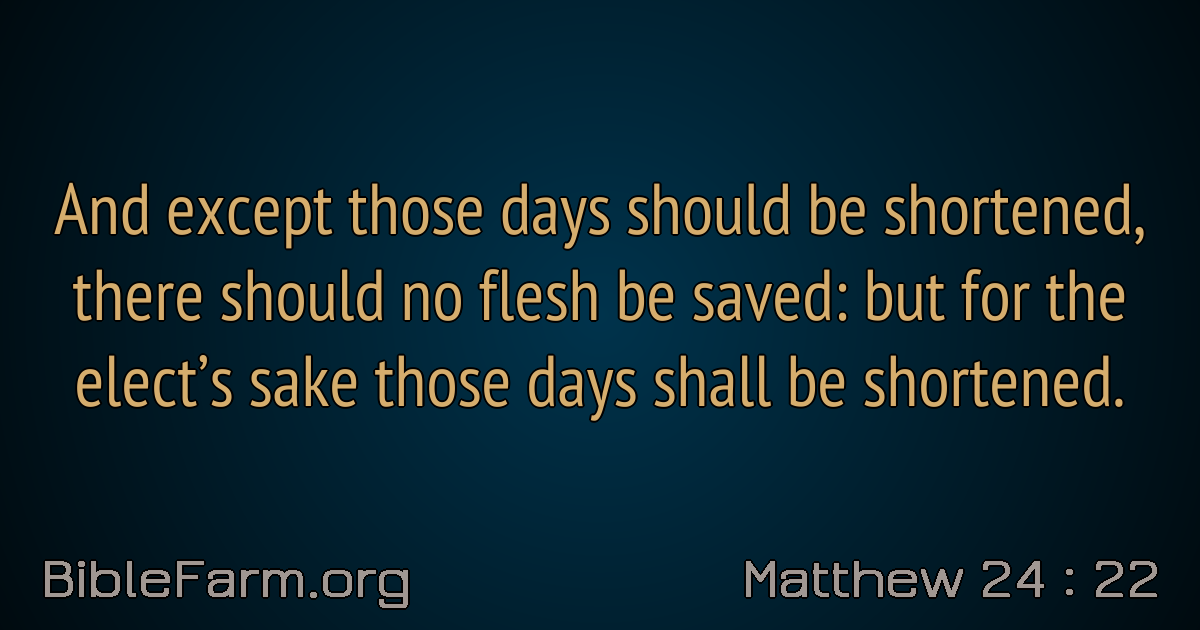 And except those days should be shortened,
there should no flesh be saved: but for the
elect’s sake those days shall be shortened.
BibleFarm.org
Matthew 24 : 22